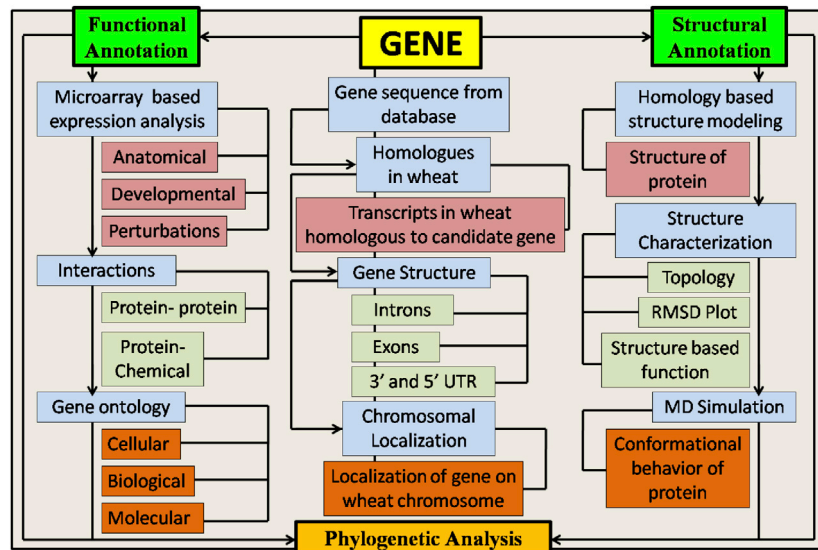 Functional
Annotation
GENE
Structural
Annotation
Microarray based
expression analysis
Anatomical
Developmental
Perturbations
Interactions
Protein- protein
Protein-
Chemical
Gene ontology
Cellular
Biological
Molecular
Gene sequence from
database
Homologues
in wheat
Transcripts in wheat
homologous to candidate gene
Gene Structure
Introns
Exons
3’ and 5’ UTR
Chromosomal
Localization
Localization of gene on
wheat chromosome
Homology based
structure modeling
Structure of
protein
Structure
Characterization
Topology
RMSD Plot
Structure based
function
MD Simulation
Conformational
behavior of
protein
Phylogenetic Analysis